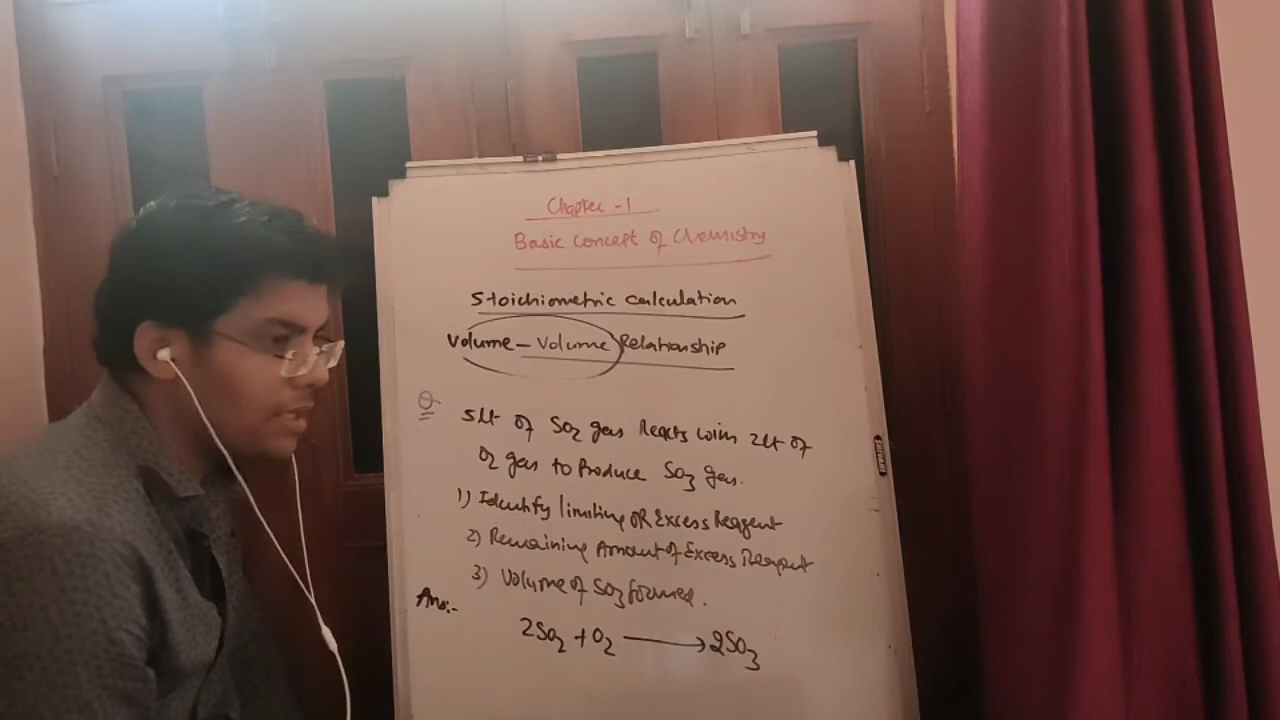 Chapter -1
Basic Concept of Chemistry
Stoichiometric calculation
Volume - Volume Relationship
Q
5Lt of SO2 gas Reacts with 2Lt of
O2 gas to Produce SO3 gas.
1) Identify limiting OR Excess Reagent
2) Remaining Amount of Excess Reagent
3) Volume of SO3 formed.
Ans:-
2SO2 + O2 → 2SO3